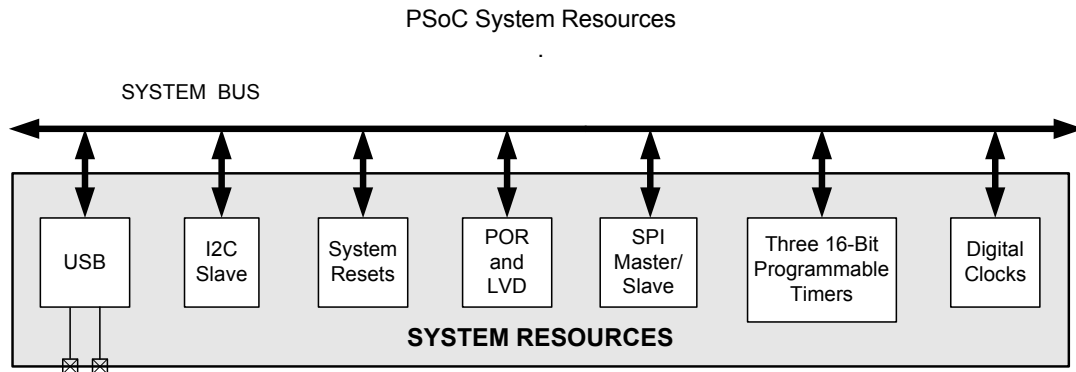 PSoC System Resources
.
SYSTEM BUS
USB
I2C
Slave
System
Resets
POR
and
LVD
SPI
Master/
Slave
Three 16-Bit
Programmable
Timers
Digital
Clocks
SYSTEM RESOURCES